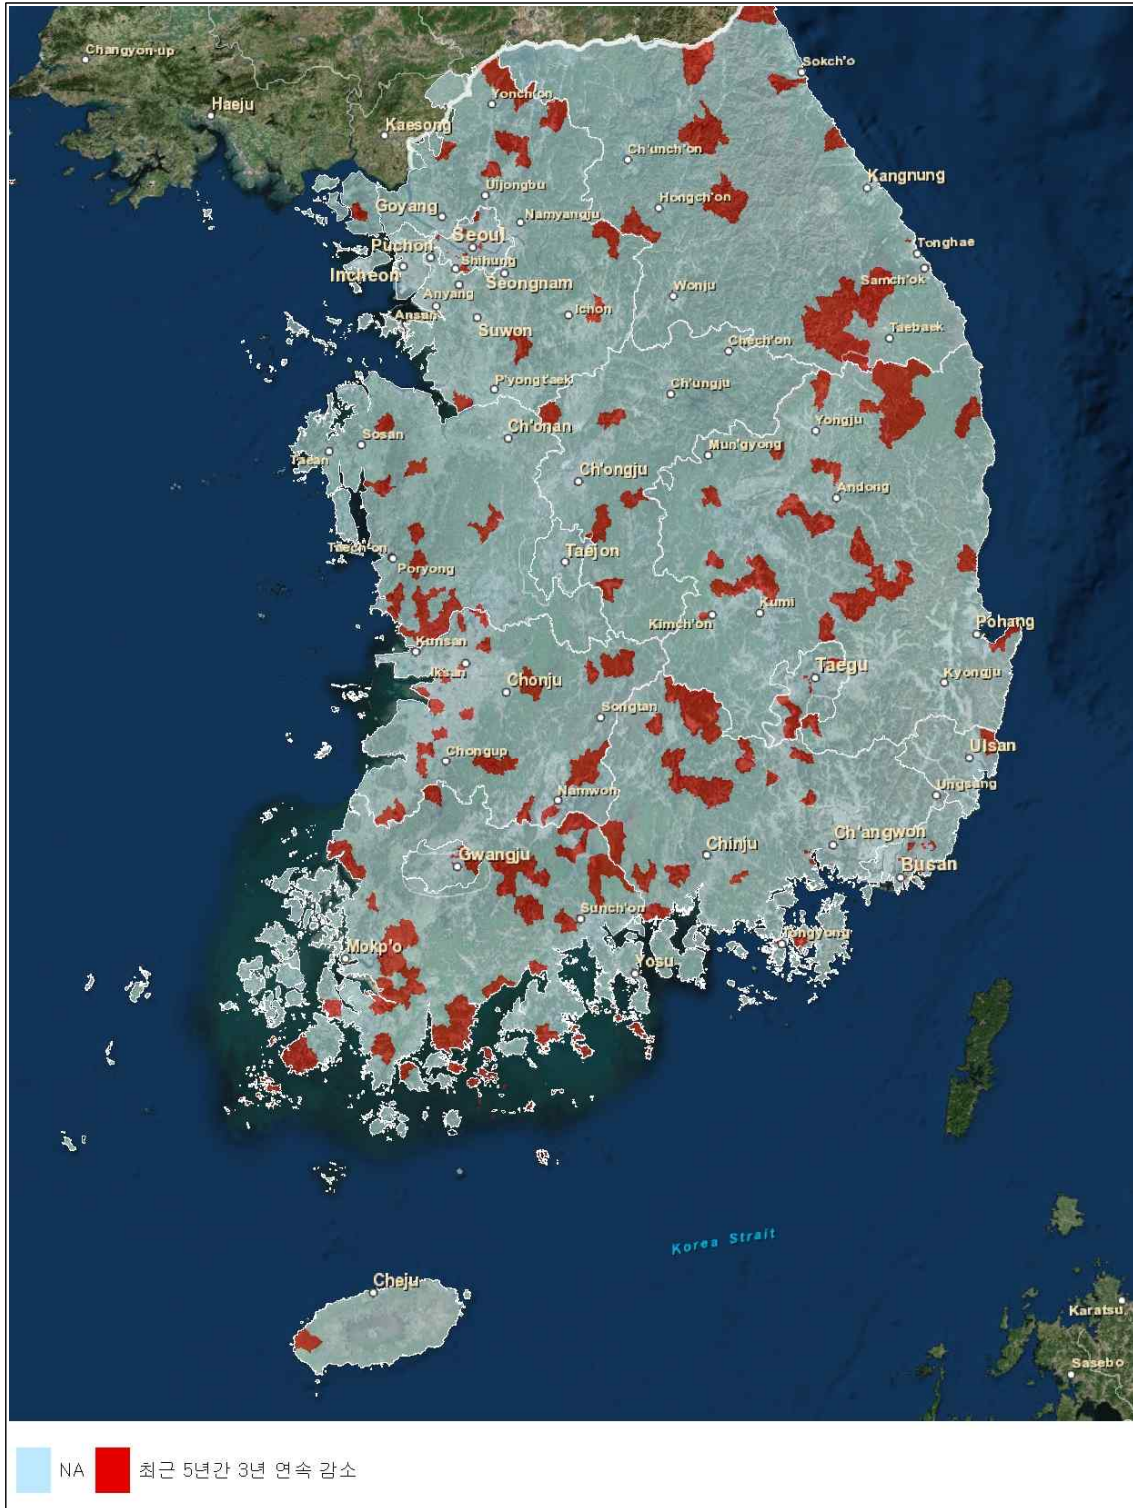 Changyon-up
Sokch'o
Haeju
Yonch'on
Kaesong
Ch'unch'on
Uijongbu
Kangnung
Goyang
Hongch'on
Namyangju
Seoul
Puchon
Tonghae
Incheon
Shihung
Seongnam
Samch'ok
Anyang
Wonju
Ansan
Ichon
Suwon
Taebaek
Chech'on
P'yongt'aek
Ch'ungju
Yongju
Ch'onan
Sosan
Taean
Mun'gyong
Ch'ongju
Andong
Taejon
Taech'on
Poryong
Kumi
Kimch'on
Pohang
Kunsan
Iksan
Taegu
Chonju
Kyongju
Songtan
Chongup
Ulsan
Namwon
Ungsang
Ch'angwon
Chinju
Gwangju
Busan
Sunch'on
Mokp'o
Tongyong
Yosu
Korea Strait
Cheju
Karatsu
Sasebo
NA 최근 5년간 3년 연속 감소